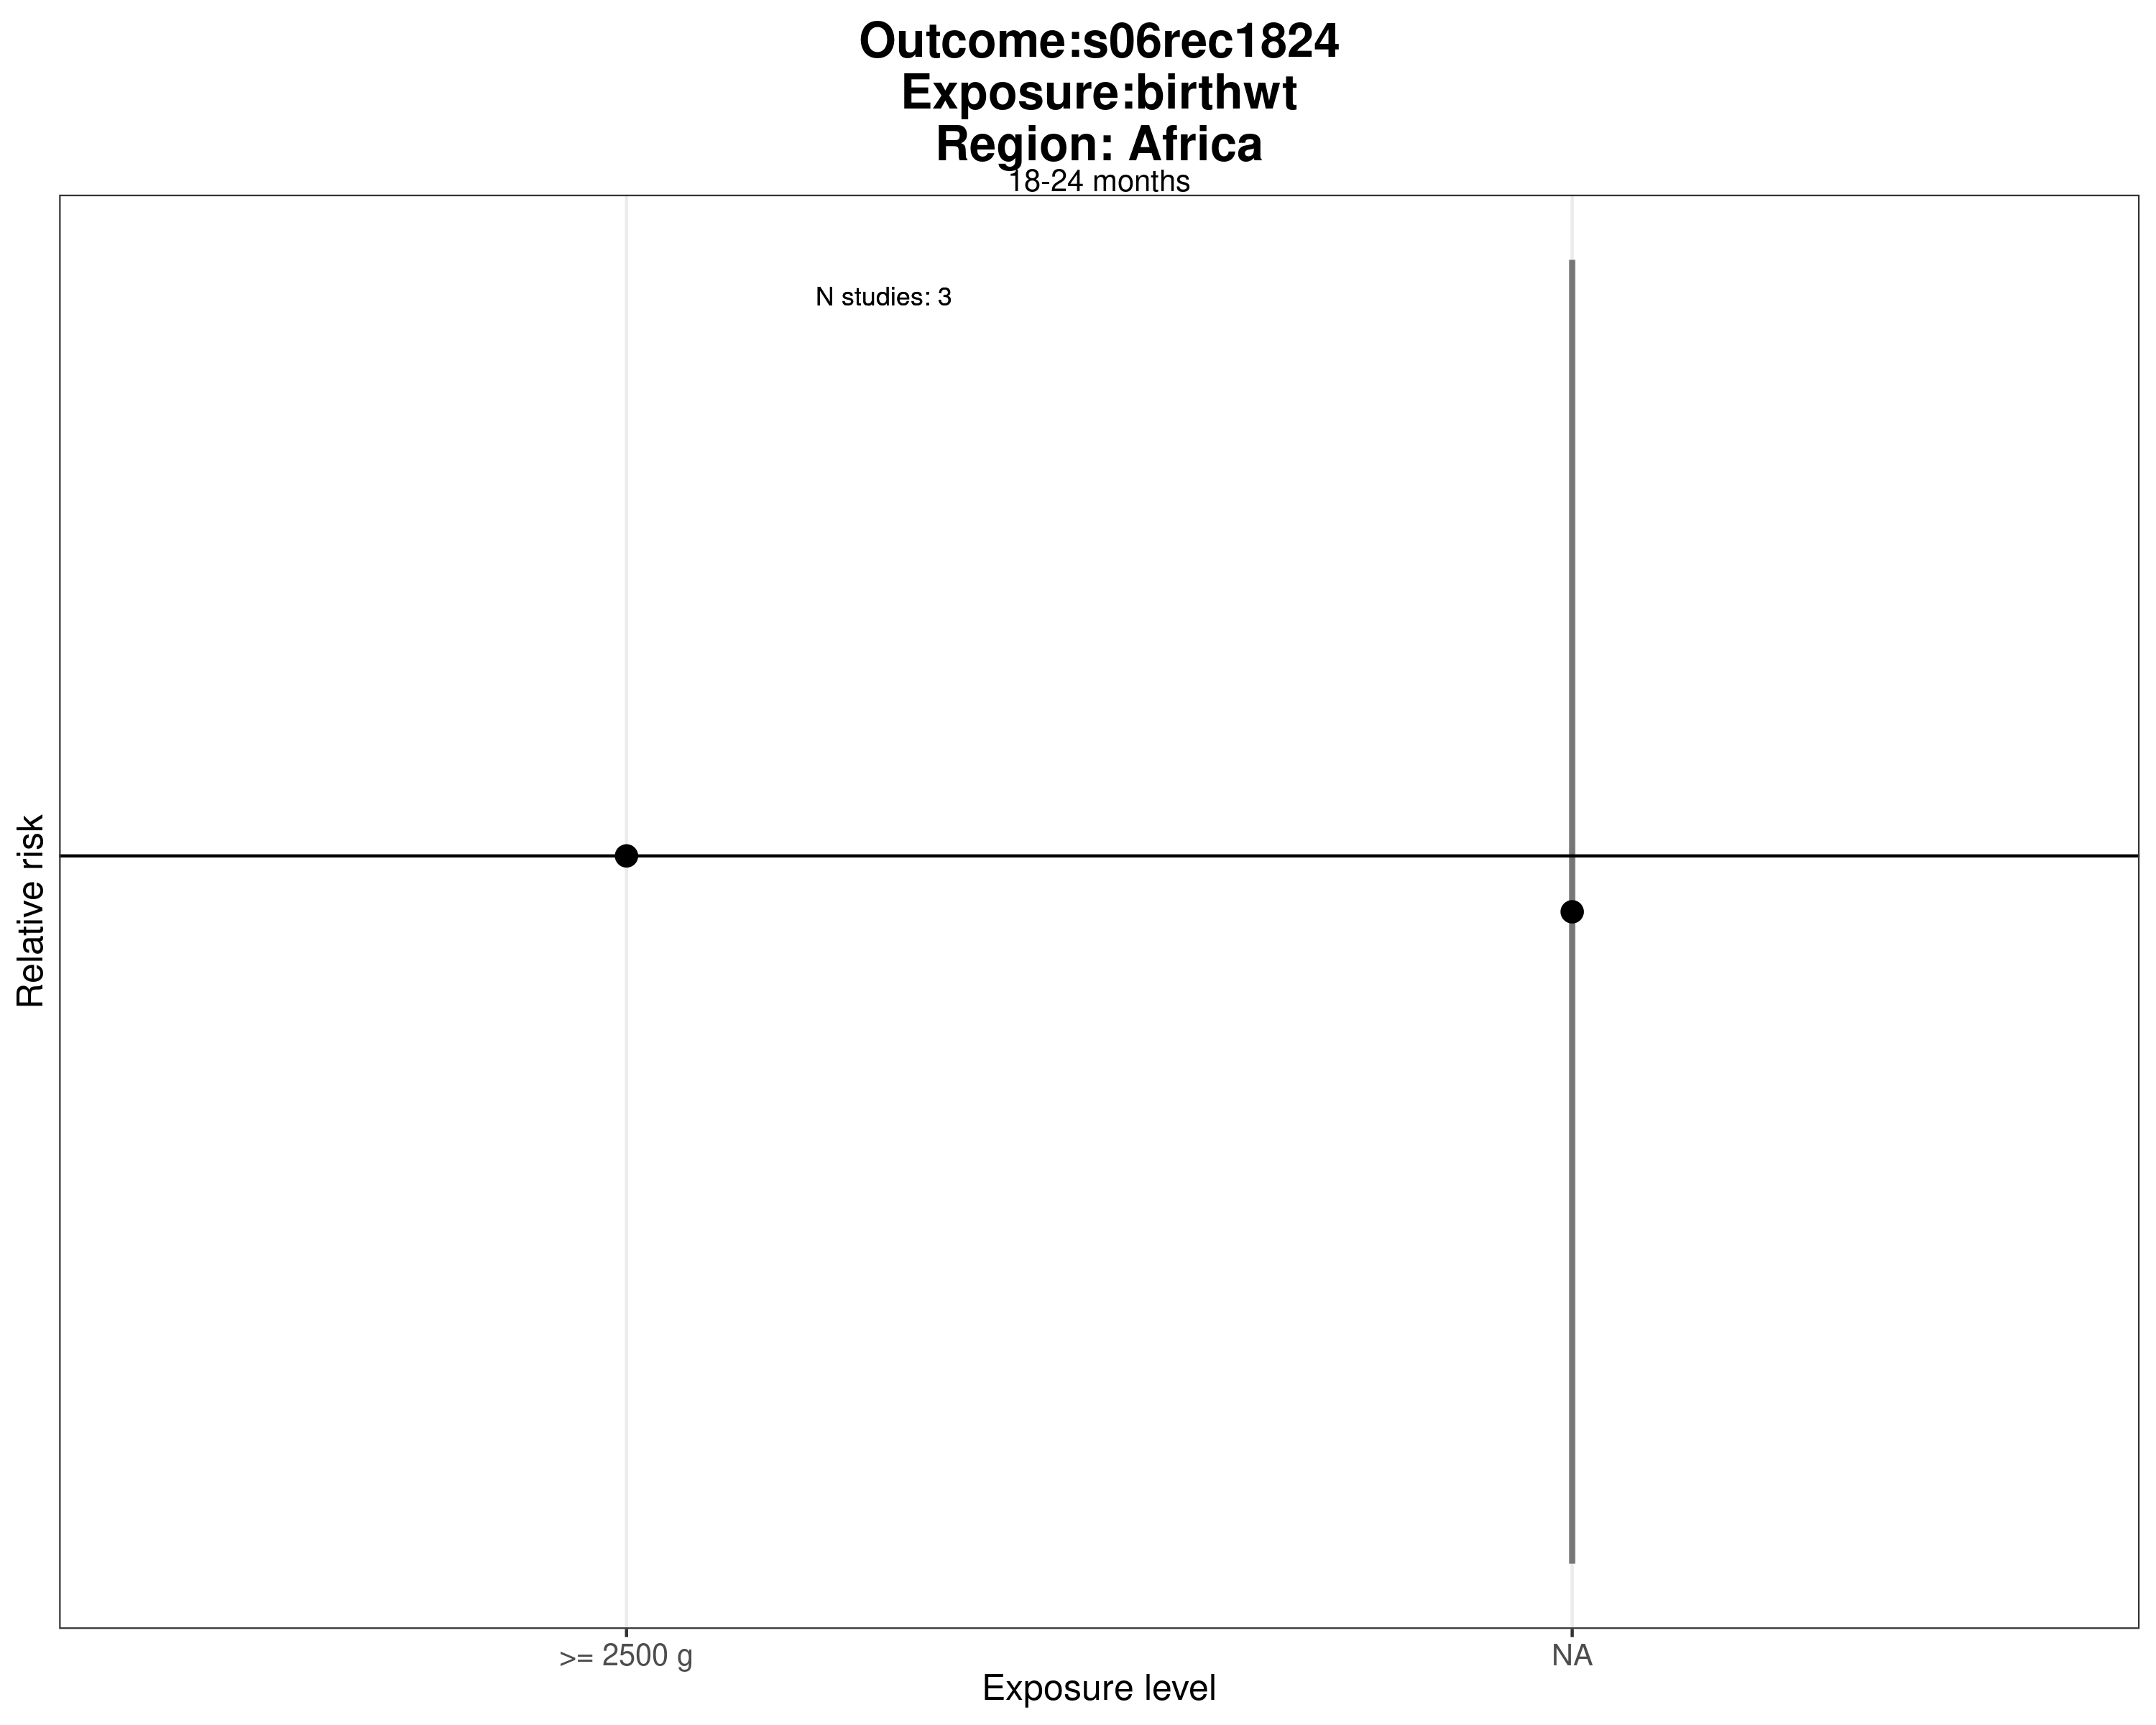 Outcome:s06rec1824
Exposure:birthwt
Region: Africa
18-24 months
N studies: 3
Relative risk
>= 2500 g
NA
Exposure level